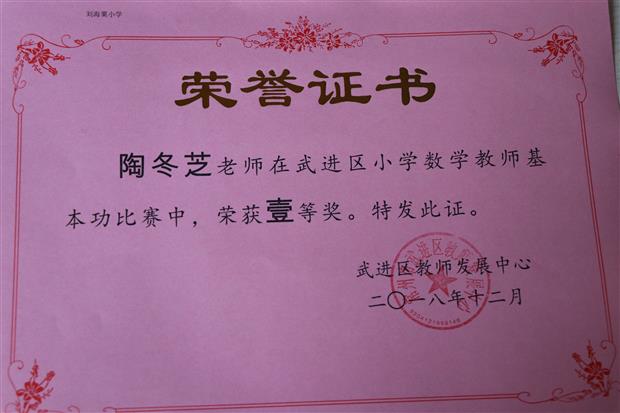 刘海粟小学
荣誉证书
陶冬芝老师在武进区小学数学教师基
本功比赛中，荣获壹等奖。特发此证。
武进区教师发展中心
二〇一八年十二月